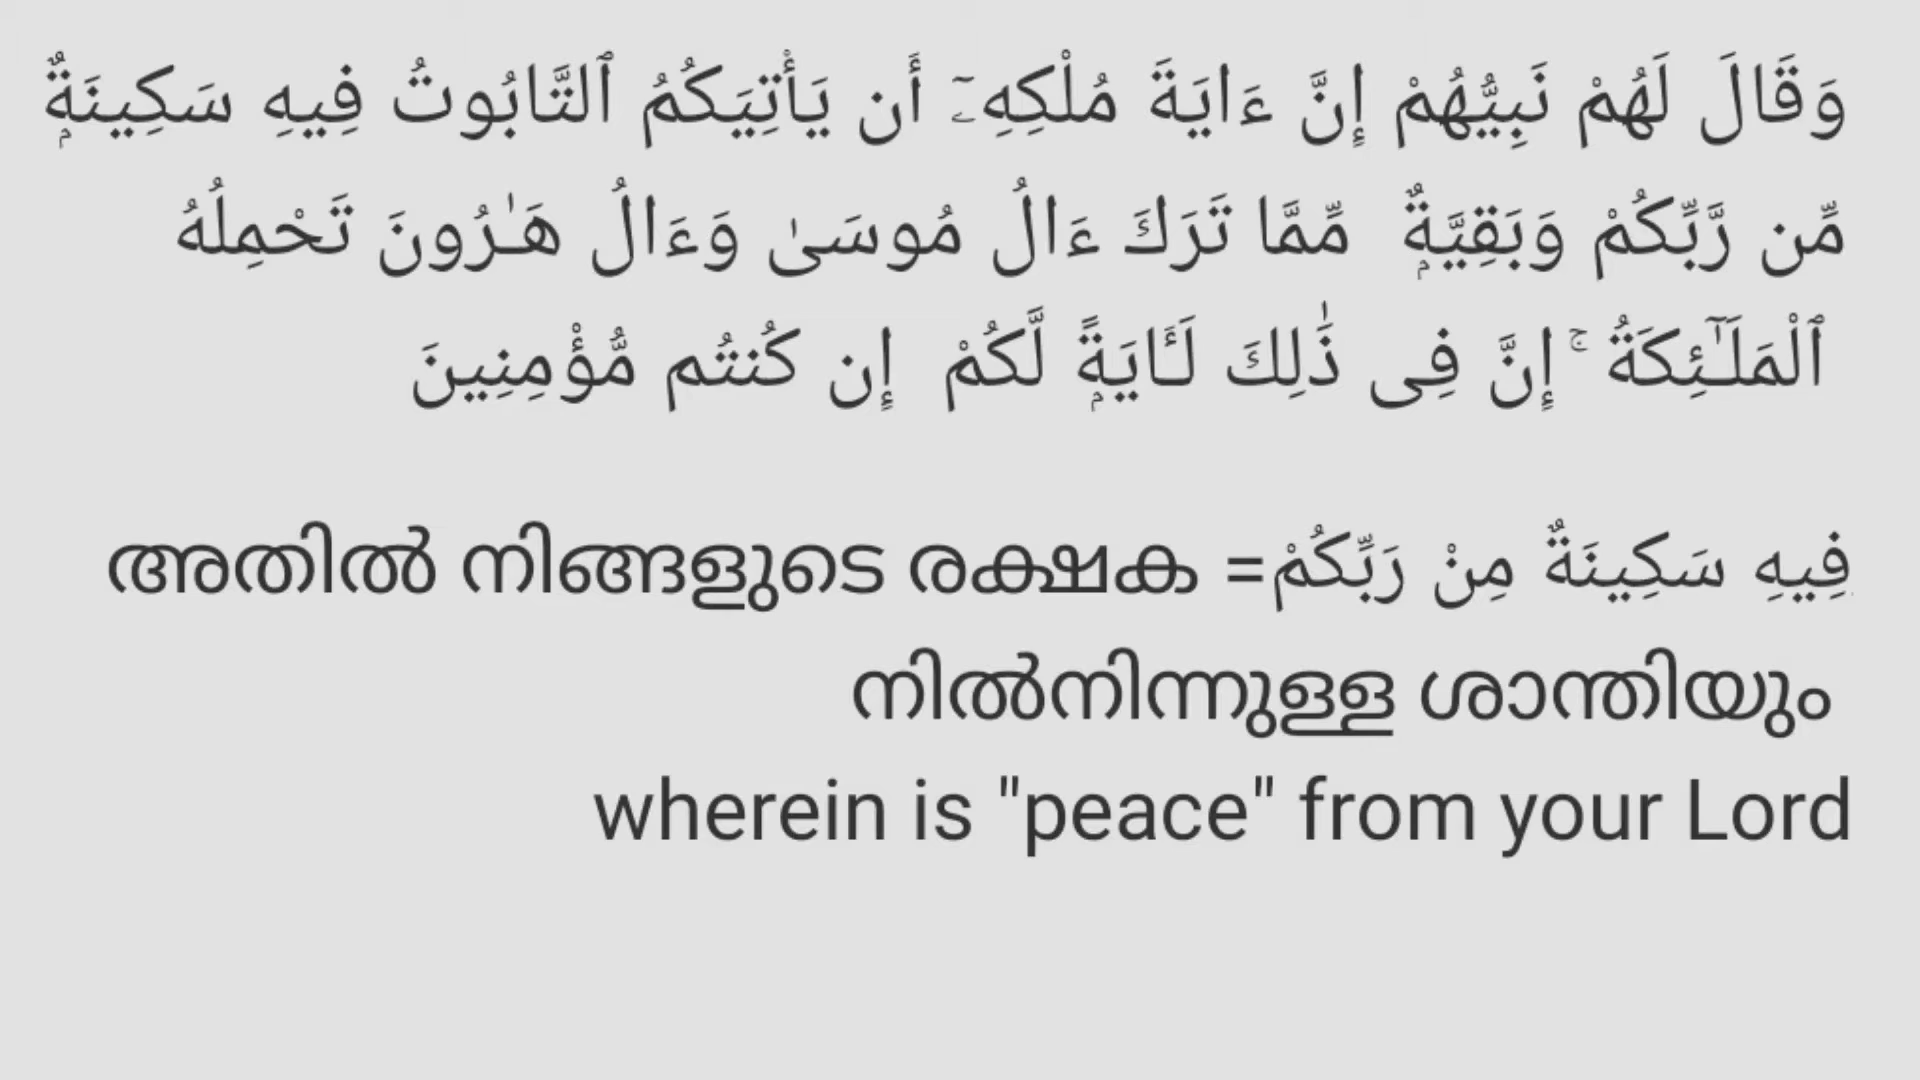 وَقَالَ لَهُمْ نَبِيُّهُمْ إِنَّ ءَايَةَ مُلْكِهِۦٓ أَن يَأْتِيَكُمُ ٱلتَّابُوتُ فِيهِ سَكِينَةٌۭ
مِّن رَّبِّكُمْ وَبَقِيَّةٌۭ مِّمَّا تَرَكَ ءَالُ مُوسَىٰ وَءَالُ هَـٰرُونَ تَحْمِلُهُ
ٱلْمَلَـٰٓئِكَةُ ۚ إِنَّ فِى ذَٰلِكَ لَـَٔايَةًۭ لَّكُمْ إِن كُنتُم مُّؤْمِنِينَ
فِيهِ سَكِينَةٌ مِنْ رَبِّكُمْ= അതിൽ നിങ്ങളുടെ രക്ഷക
നിൽനിന്നുള്ള ശാന്തിയും
wherein is "peace" from your Lord